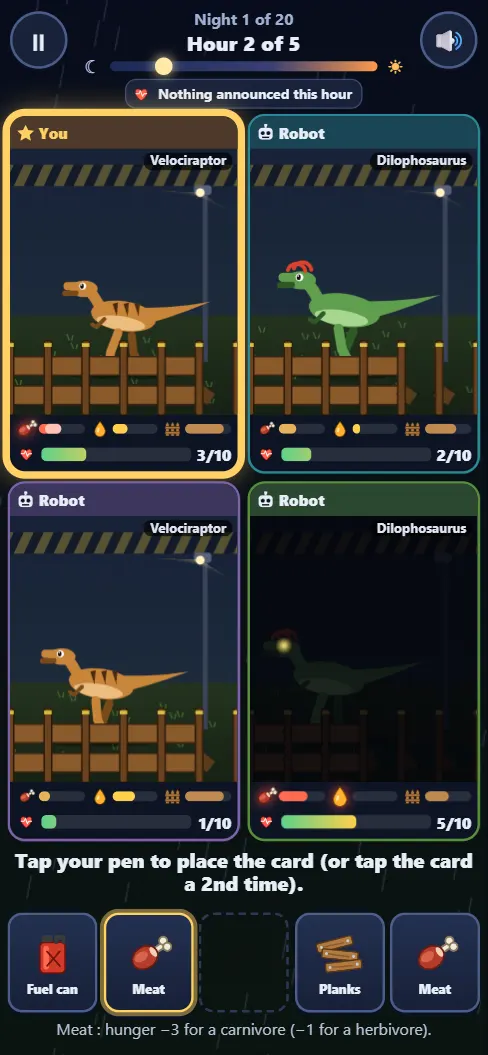 Night 1 of 20
Hour 2 of 5
Nothing announced this hour
You
Velociraptor
3/10
Robot
Dilophosaurus
2/10
Robot
Velociraptor
1/10
Robot
Dilophosaurus
5/10
Tap your pen to place the card (or tap the card
a 2nd time).
Fuel can
Meat
Planks
Meat
Meat : hunger −3 for a carnivore (−1 for a herbivore).